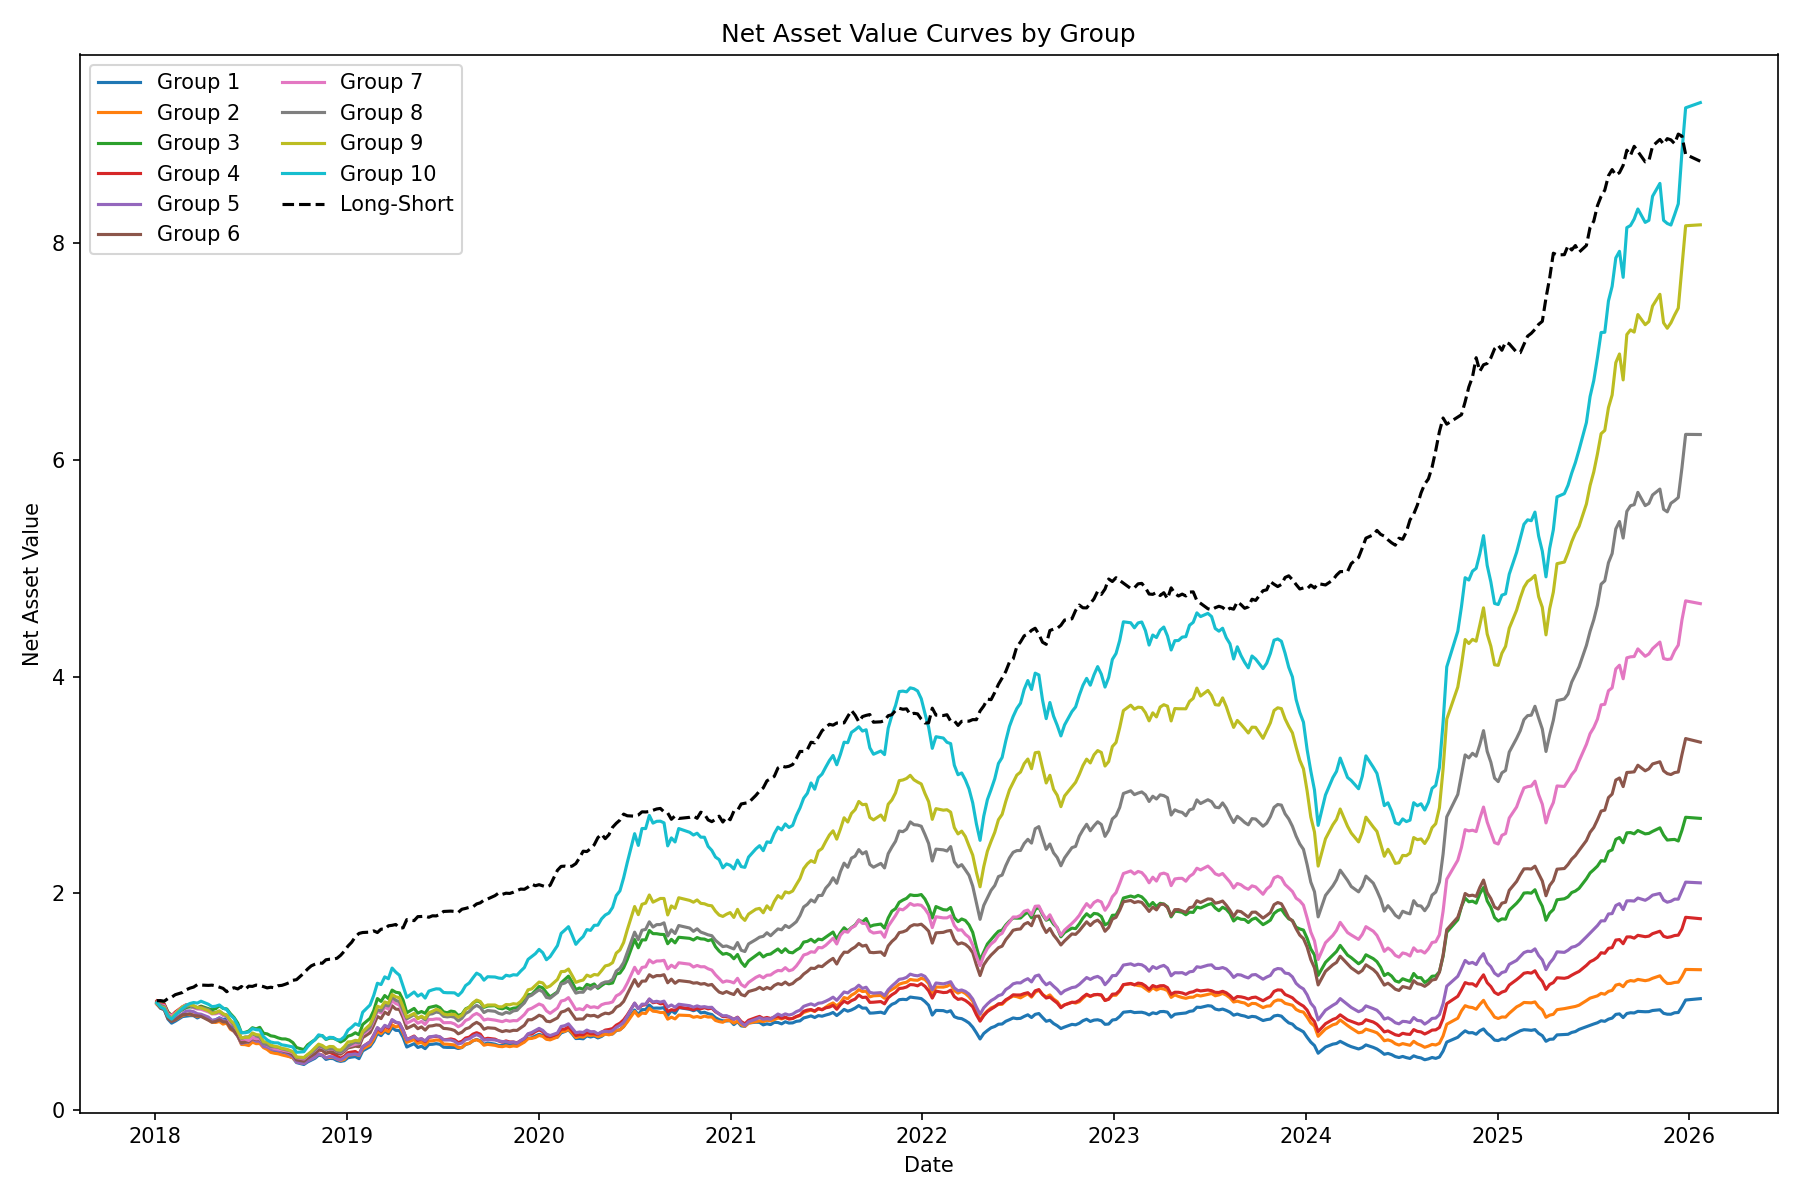 Net Asset Value Curves by Group
Group 1
Group 2
Group 3
Group 4
Group 5
Group 6
Group 7
Group 8
Group 9
Group 10
Long-Short
Net Asset Value
8
6
4
2
0
2018 2019 2020 2021 2022 2023 2024 2025 2026
Date